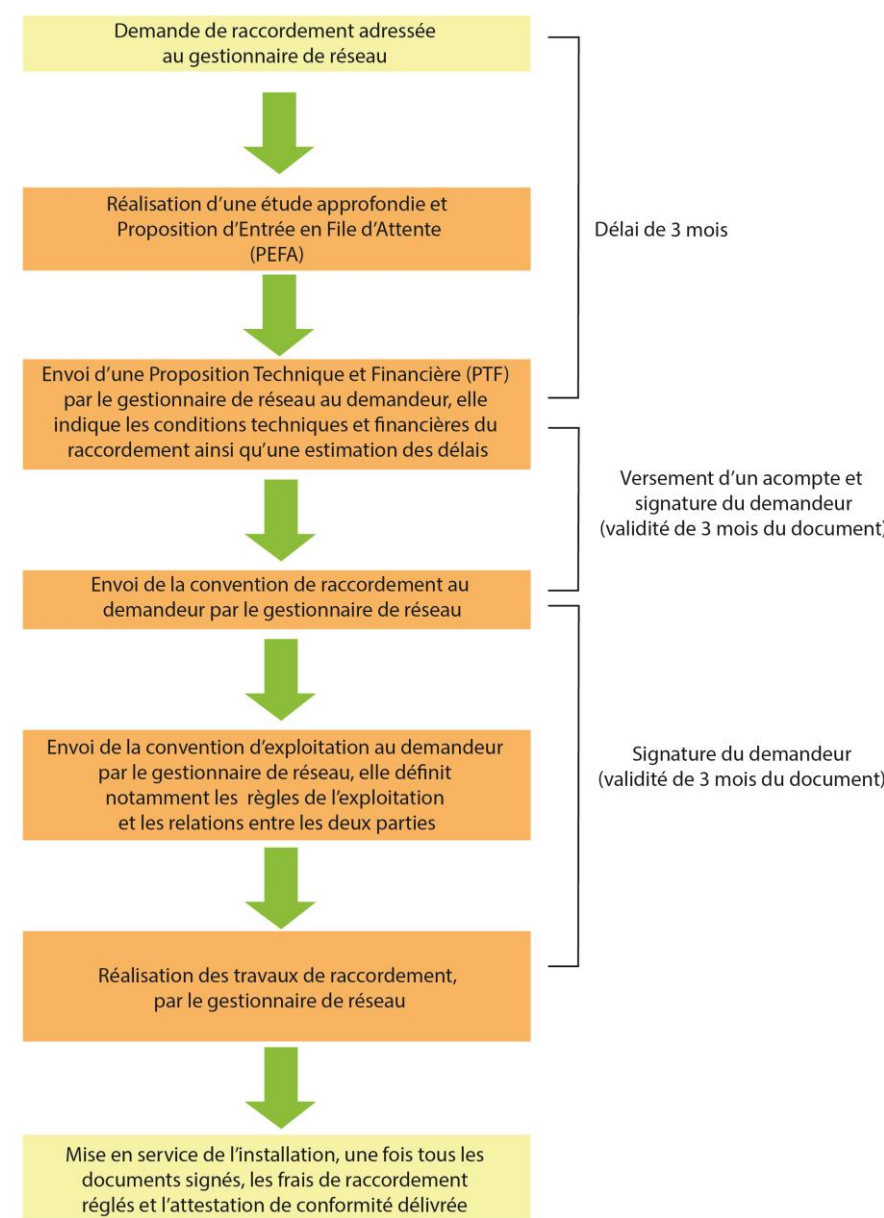 Demande de raccordement adressée
au gestionnaire de réseau
Réalisation d'une étude approfondie et
Proposition d'Entrée en File d'Attente
(PEFA)
Délai de 3 mois
Envoi d'une Proposition Technique et Financière (PTF)
par le gestionnaire de réseau au demandeur, elle
indique les conditions techniques et financières du
raccordement ainsi qu'une estimation des délais
Versement d'un acompte et
signature du demandeur
(validité de 3 mois du document)
Envoi de la convention de raccordement au
demandeur par le gestionnaire de réseau
Envoi de la convention d'exploitation au demandeur
par le gestionnaire de réseau, elle définit
notamment les règles de l'exploitation
et les relations entre les deux parties
Signature du demandeur
(validité de 3 mois du document)
Réalisation des travaux de raccordement,
par le gestionnaire de réseau
Mise en service de l'installation, une fois tous les
documents signés, les frais de raccordement
réglés et l'attestation de conformité délivrée